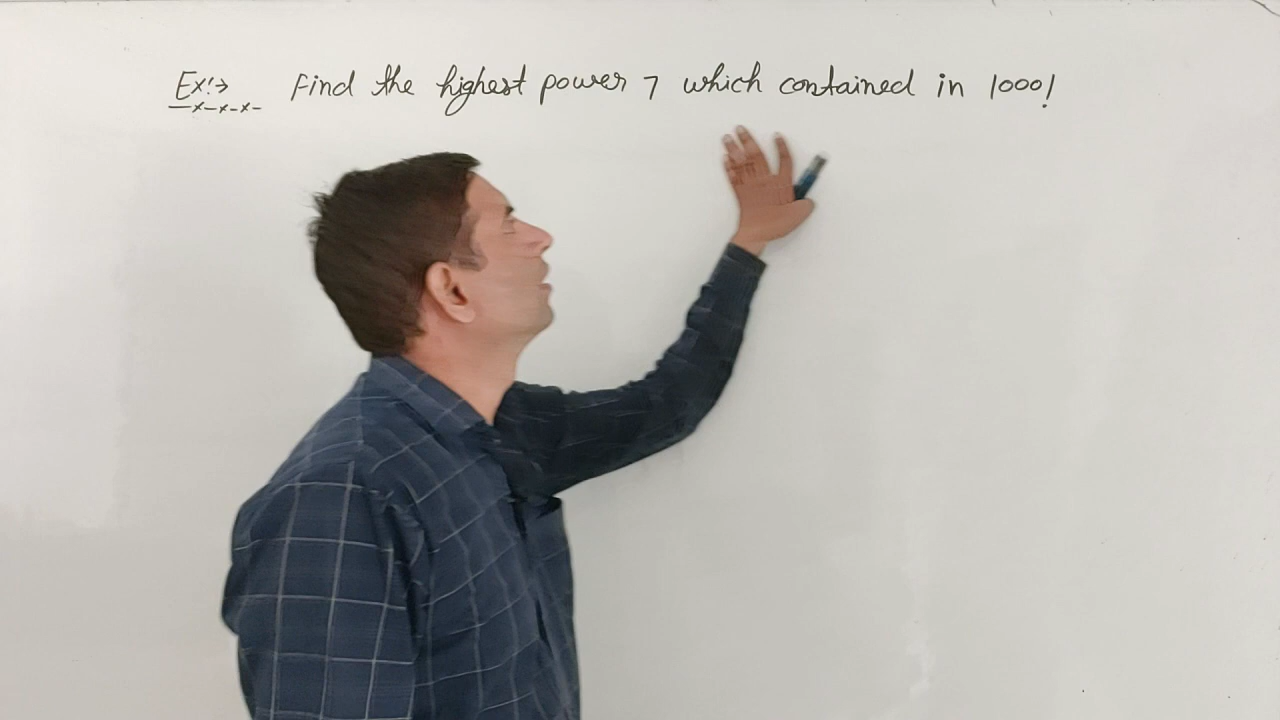 Ex:→ Find the highest power 7 which contained in 1000!